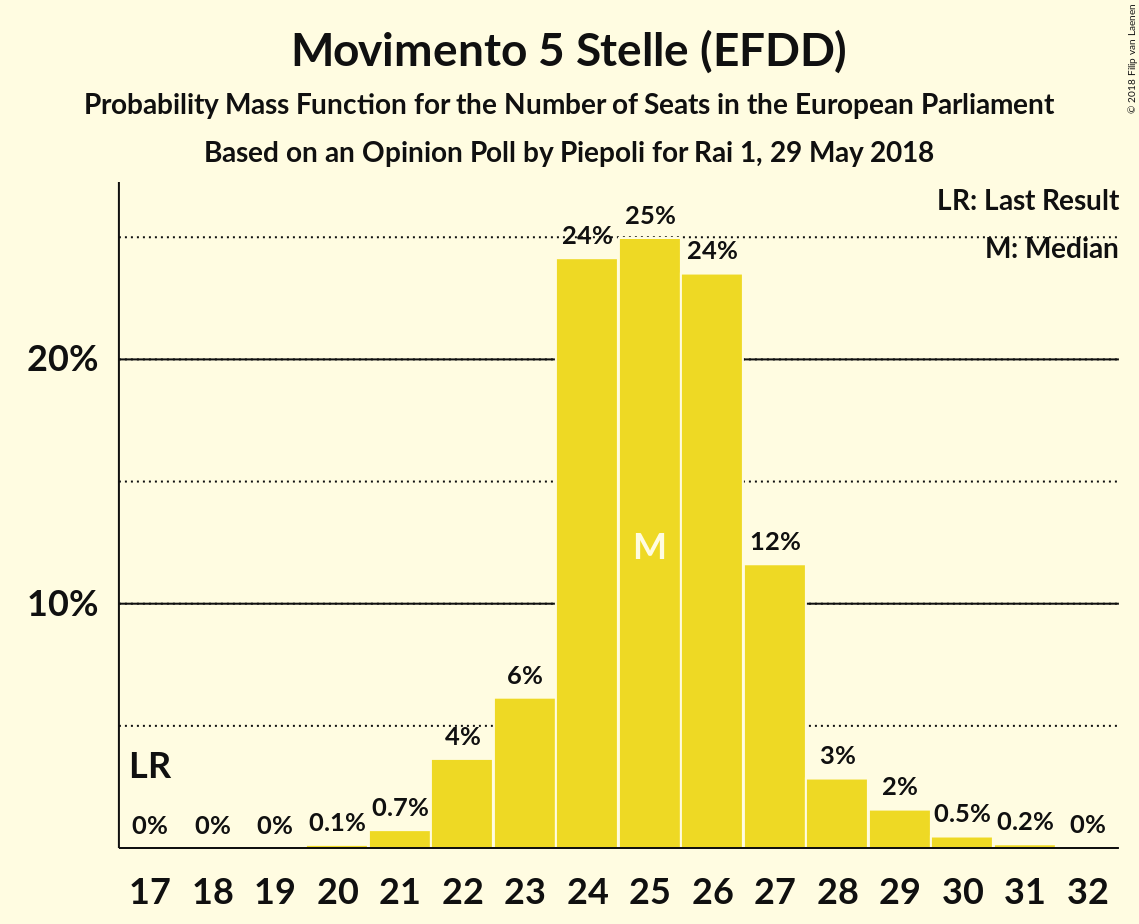 Movimento 5 Stelle (EFDD)
Probability Mass Function for the Number of Seats in the European Parliament
Based on an Opinion Poll by Piepoli for Rai 1, 29 May 2018
© 2018 Filip van Laenen
LR: Last Result
M: Median
25%
24%
24%
20%
M
12%
10%
6%
4%
3%
LR
2%
0% 0% 0% 0.1% 0.7% 0.5% 0.2% 0%
17 18 19 20 21 22 23 24 25 26 27 28 29 30 31 32